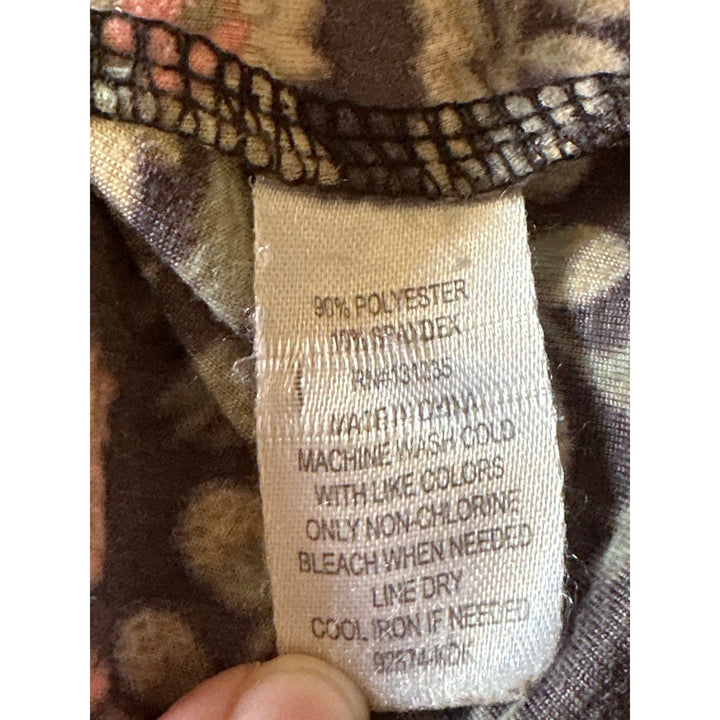 90% POLYESTER
10% SPANDEX
MADE IN CHINA
MACHINE WASH COLD
WITH LIKE COLORS
ONLY NON-CHLORINE
BLEACH WHEN NEEDED
LINE DRY
COOL IRON IF NEEDED